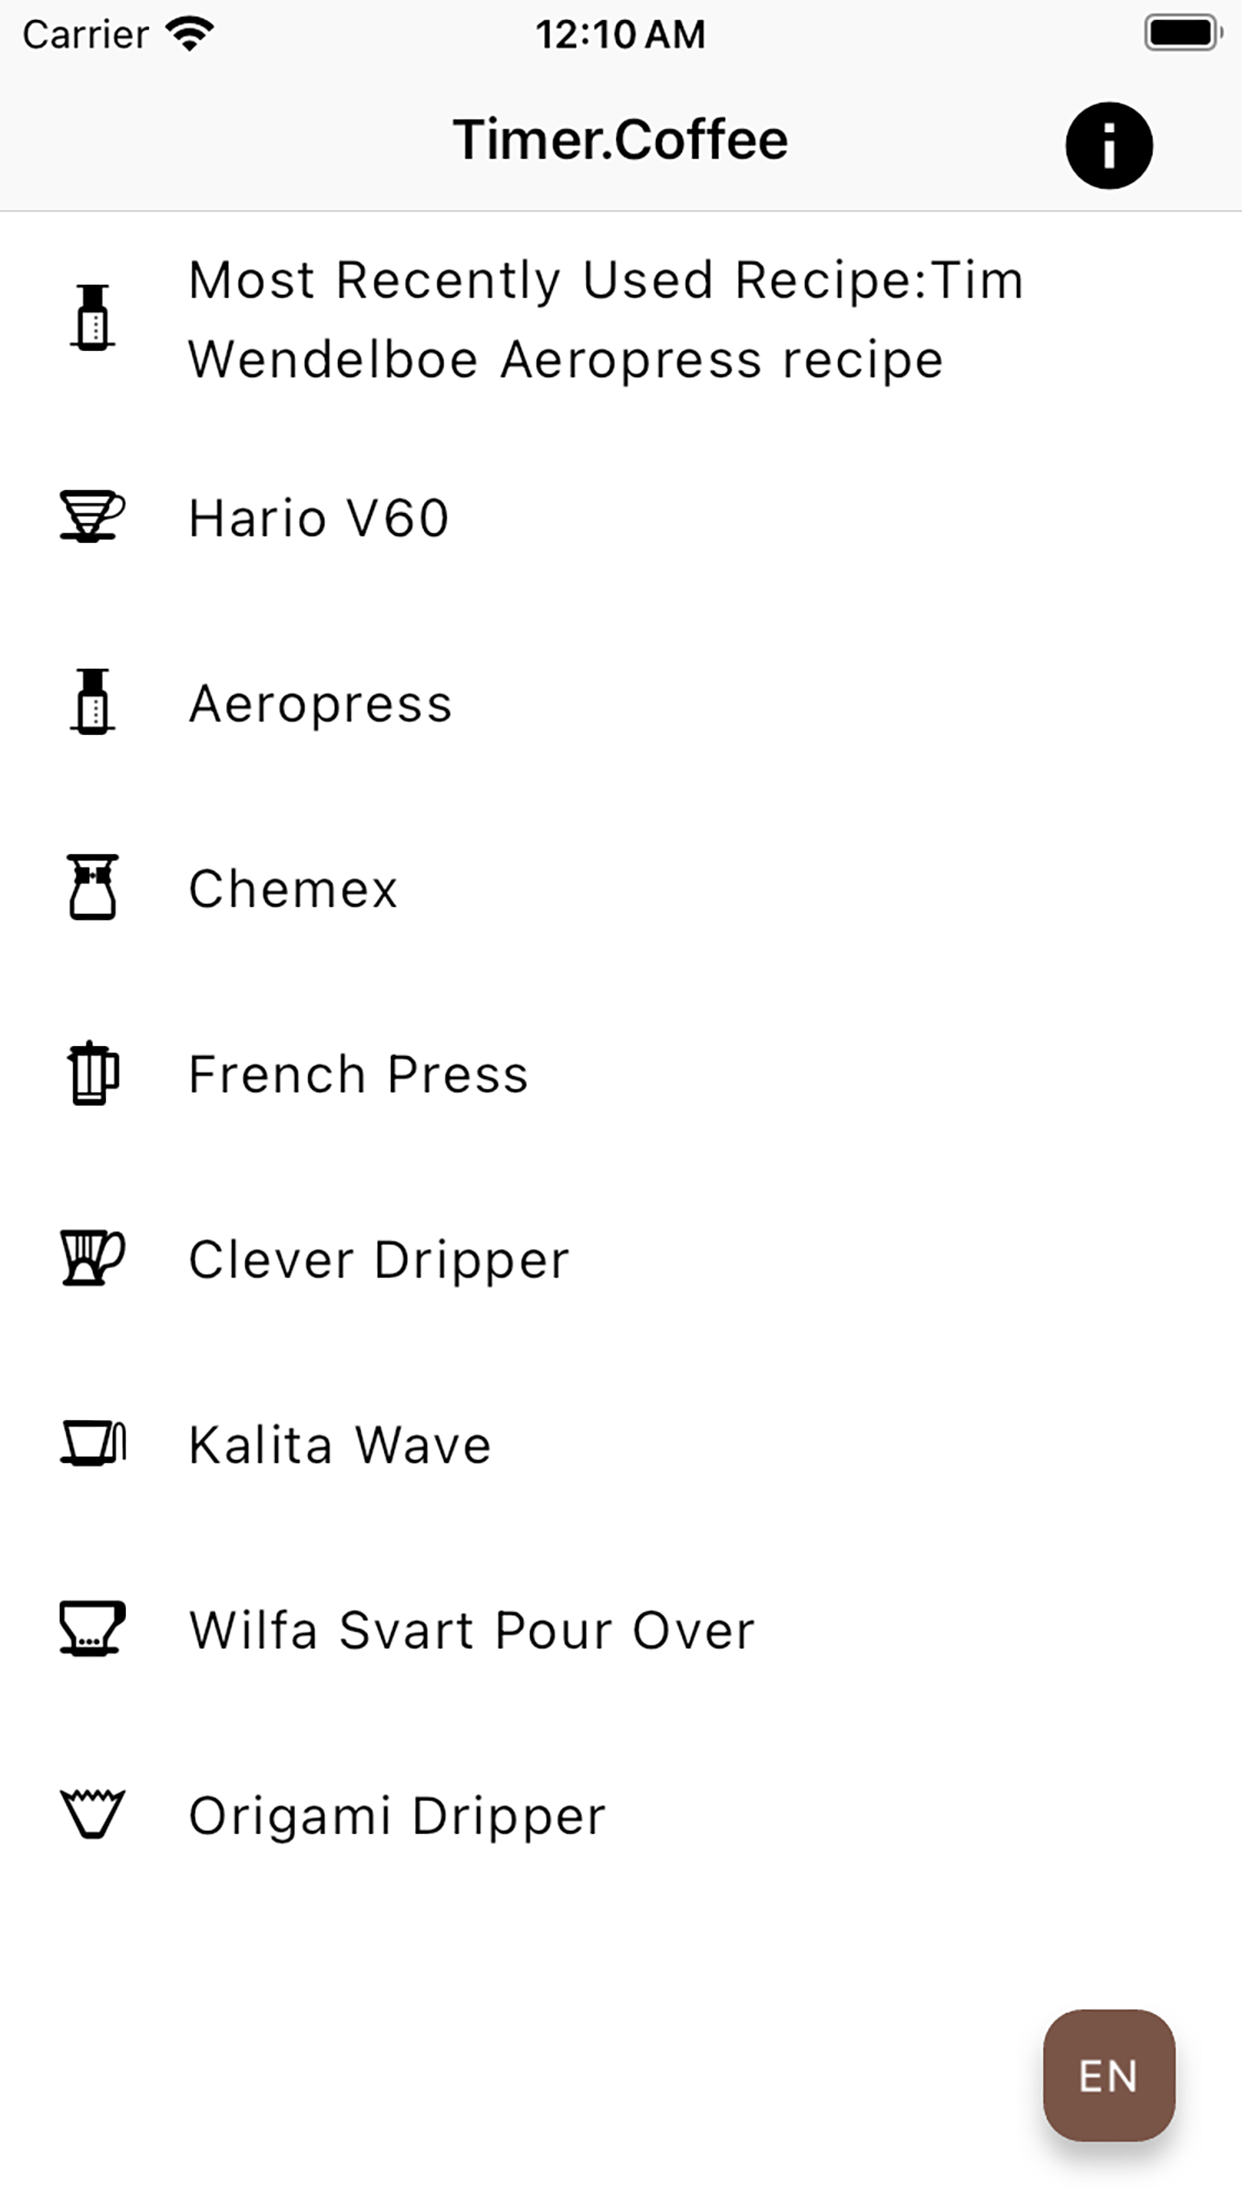 Carrier 12:10 AM
Timer.Coffee
Most Recently Used Recipe:Tim
Wendelboe Aeropress recipe
Hario V60
Aeropress
Chemex
French Press
Clever Dripper
Kalita Wave
Wilfa Svart Pour Over
Origami Dripper
EN